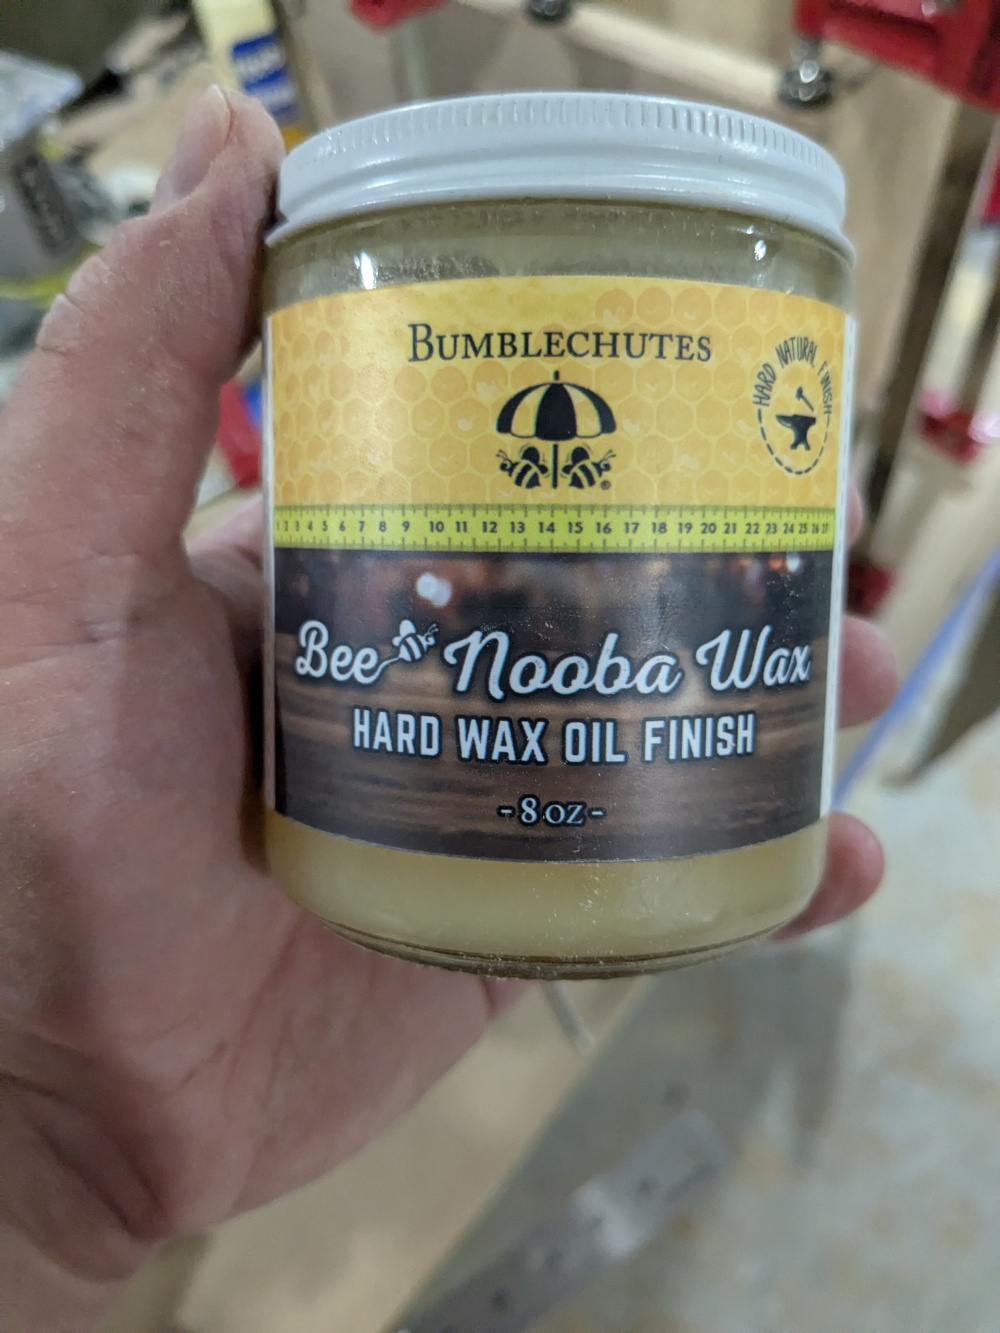 BUMBLECHUTES
HARD NATURAL FINISH
®
1 2 3 4 5 6 7 8 9 10 11 12 13 14 15 16 17 18 19 20 21 22 23 24 25 26 27
Bee Nooba Wax
HARD WAX OIL FINISH
-8 oz-